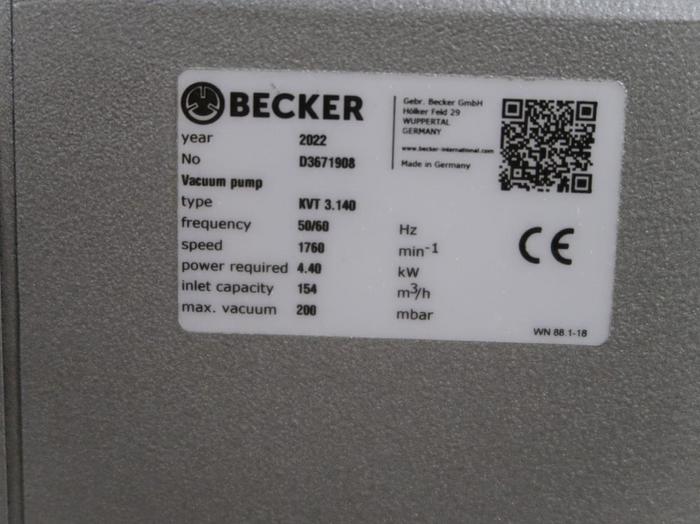 BECKER
Gebr. Becker GmbH
Hölker Feld 29
WUPPERTAL
GERMANY
www.becker-international.com
Made in Germany
year 2022
No D3671908
Vacuum pump
type KVT 3.140
frequency 50/60 Hz
speed 1760 min-1
power required 4.40 kW
inlet capacity 154 m3/h
max. vacuum 200 mbar
CE
WN 88.1-18